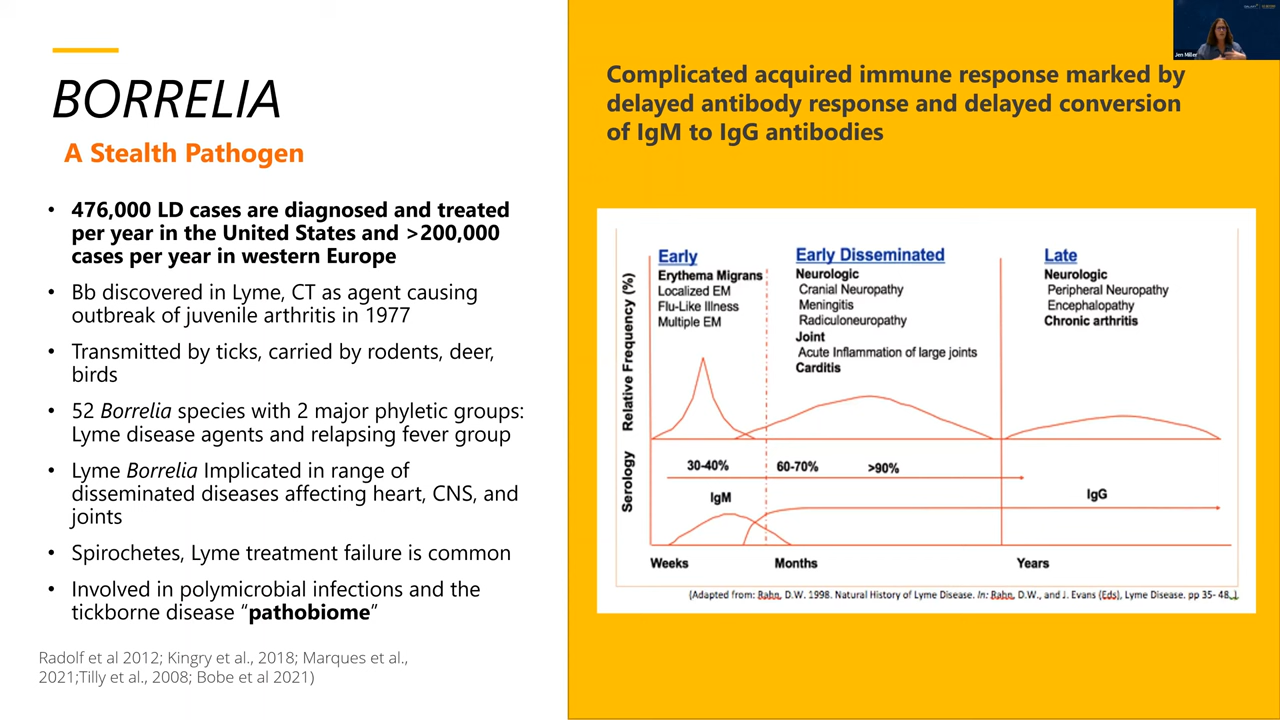 BORRELIA
A Stealth Pathogen
• 476,000 LD cases are diagnosed and treated
per year in the United States and >200,000
cases per year in western Europe
• Bb discovered in Lyme, CT as agent causing
outbreak of juvenile arthritis in 1977
• Transmitted by ticks, carried by rodents, deer,
birds
• 52 Borrelia species with 2 major phyletic groups:
Lyme disease agents and relapsing fever group
• Lyme Borrelia Implicated in range of
disseminated diseases affecting heart, CNS, and
joints
• Spirochetes, Lyme treatment failure is common
• Involved in polymicrobial infections and the
tickborne disease “pathobiome”
Radolf et al 2012; Kingry et al., 2018; Marques et al.,
2021;Tilly et al., 2008; Bobe et al 2021)
Jen Miller
Complicated acquired immune response marked by
delayed antibody response and delayed conversion
of IgM to IgG antibodies
Relative Frequency (%)
Early
Erythema Migrans
Localized EM
Flu-Like Illness
Multiple EM
Early Disseminated
Neurologic
Cranial Neuropathy
Meningitis
Radiculoneuropathy
Joint
Acute Inflammation of large joints
Carditis
Late
Neurologic
Peripheral Neuropathy
Encephalopathy
Chronic arthritis
Serology
30-40% 60-70% >90%
IgM IgG
Weeks Months Years
(Adapted from: Rahn, D.W. 1998. Natural History of Lyme Disease. In: Rahn, D.W., and J. Evans (Eds), Lyme Disease. pp 35- 48.,)